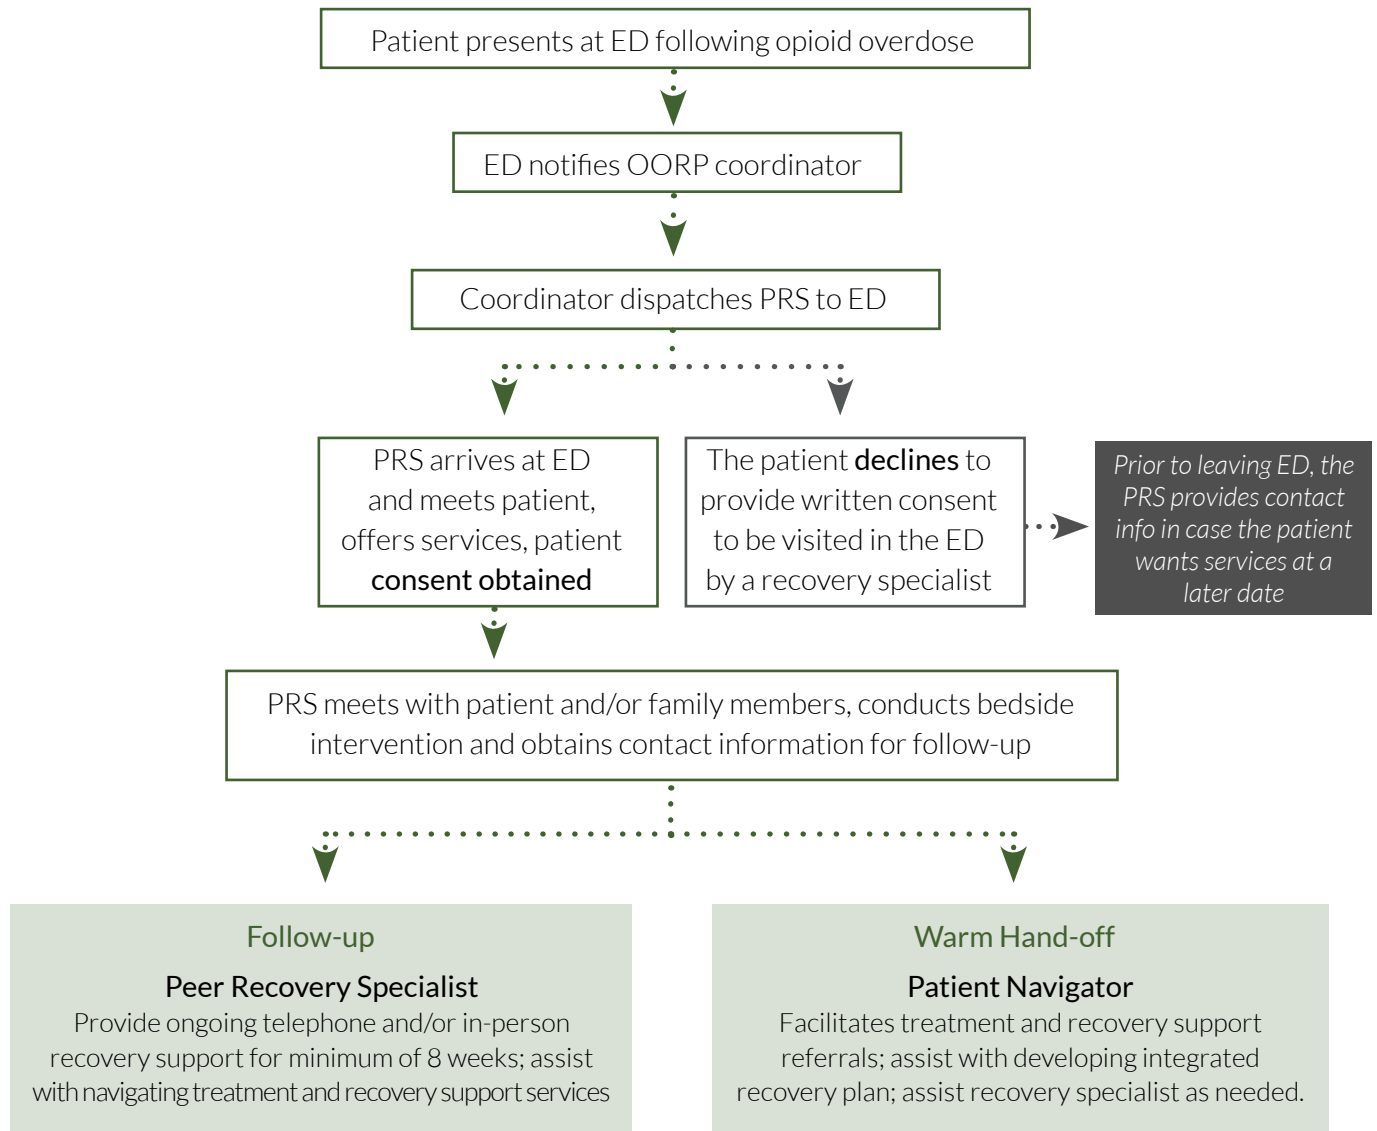 Patient presents at ED following opioid overdose
ED notifies OORP coordinator
Coordinator dispatches PRS to ED
PRS arrives at ED
and meets patient,
offers services, patient
consent obtained
The patient declines to
provide written consent
to be visited in the ED
by a recovery specialist
Prior to leaving ED, the
PRS provides contact
info in case the patient
wants services at a
later date
PRS meets with patient and/or family members, conducts bedside
intervention and obtains contact information for follow-up
Follow-up
Peer Recovery Specialist
Provide ongoing telephone and/or in-person
recovery support for minimum of 8 weeks; assist
with navigating treatment and recovery support services
Warm Hand-off
Patient Navigator
Facilitates treatment and recovery support
referrals; assist with developing integrated
recovery plan; assist recovery specialist as needed.